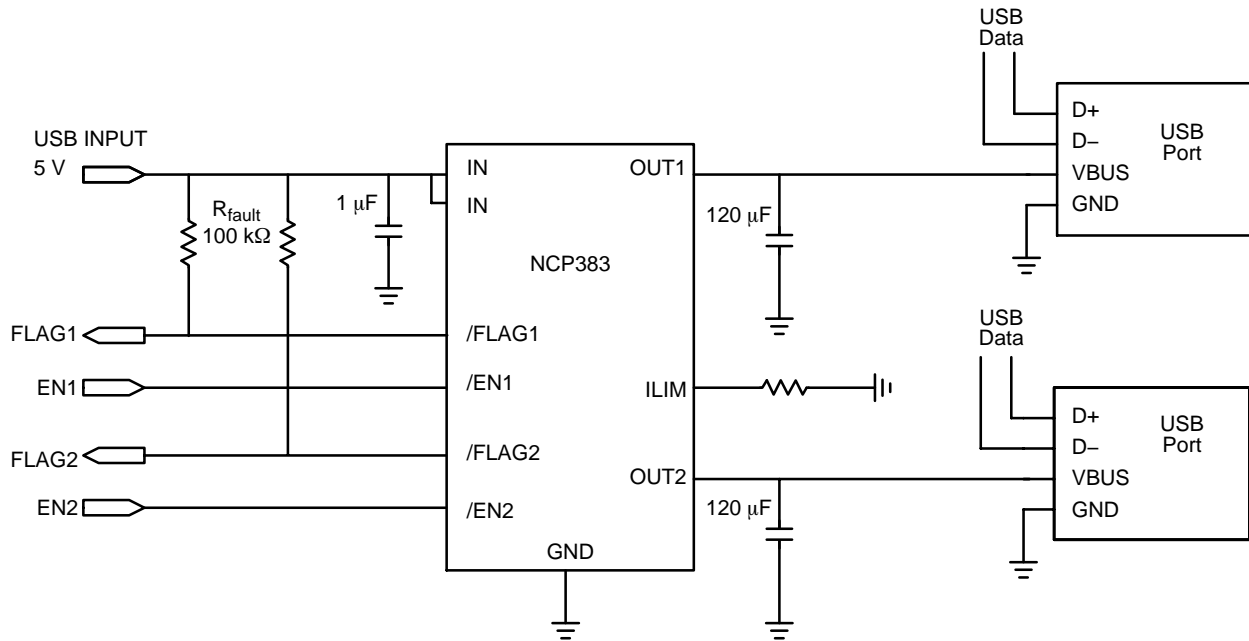 USB
Data
D+
D–
VBUS
GND
USB
Port
USB INPUT
5 V
R_fault
100 kΩ
1 μF
IN
IN
OUT1
120 μF
NCP383
FLAG1
/FLAG1
EN1
/EN1
ILIM
FLAG2
/FLAG2
OUT2
EN2
/EN2
GND
120 μF
USB
Data
D+
D–
VBUS
GND
USB
Port